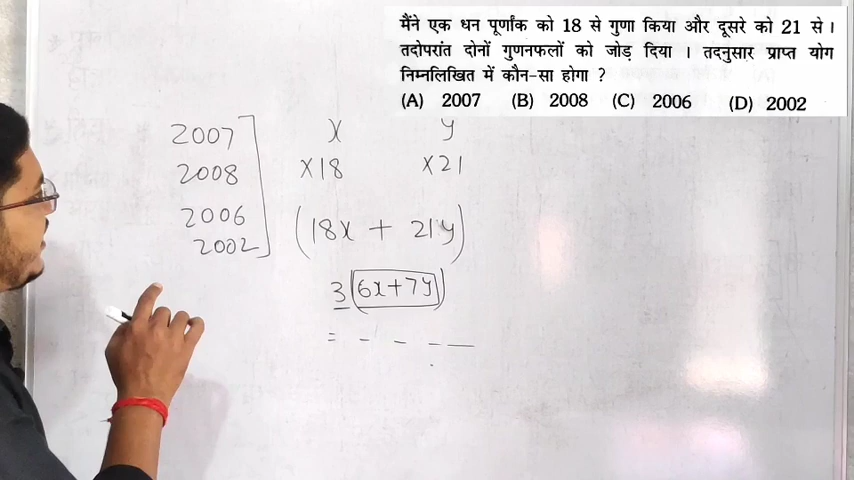 मैंने एक धन पूर्णांक को 18 से गुणा किया और दूसरे को 21 से।
तदोपरांत दोनों गुणनफलों को जोड़ दिया । तदनुसार प्राप्त योग
निम्नलिखित में कौन-सा होगा ?
(A) 2007 (B) 2008 (C) 2006 (D) 2002
2007 x y
2008 ×18 ×21
2006 (18x + 21y)
2002
3(6x+7y)
= - - - —